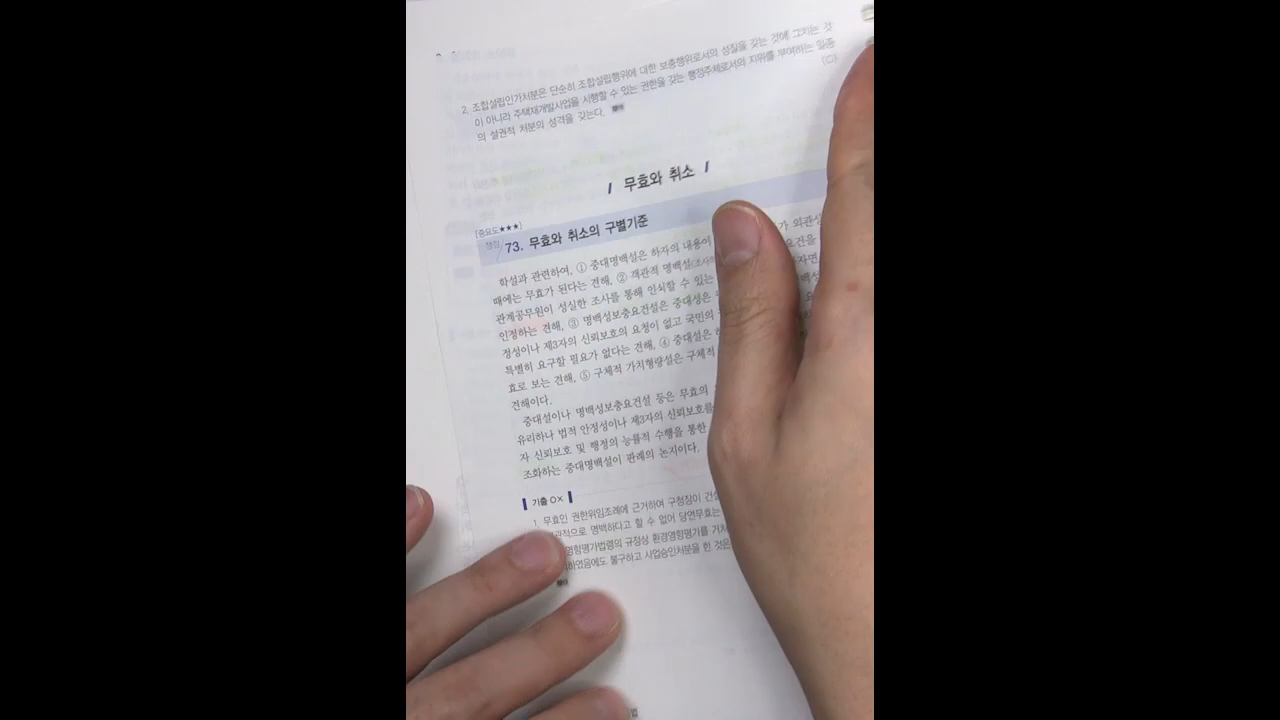 2. 조합설립인가처분은 단순히 조합설립행위에 대한 보충행위로서의 성질을 갖는 것에 그치는 것
이 아니라 주택재개발사업을 시행할 수 있는 권한을 갖는 행정주체로서의 지위를 부여하는 일종
의 설권적 처분의 성격을 갖는다.
(○)
무효와 취소
[중요도★★★]
쟁점 73. 무효와 취소의 구별기준
학설과 관련하여, ① 중대명백설은 하자의 내용이 외관상
때에는 무효가 된다는 견해, ② 객관적 명백설(조사의
관계공무원이 성실한 조사를 통해 인식할 수 있는
인정하는 견해, ③ 명백성보충요건설은 중대성은
정성이나 제3자의 신뢰보호의 요청이 없고 국민의
특별히 요구할 필요가 없다는 견해, ④ 중대설은
효로 보는 견해, ⑤ 구체적 가치형량설은 구체적
견해이다.
중대설이나 명백성보충요건설 등은 무효의
유리하나 법적 안정성이나 제3자의 신뢰보호를
자 신뢰보호 및 행정의 능률적 수행을 통한
조화하는 중대명백설이 판례의 논지이다.
기출 OX
1. 무효인 권한위임조례에 근거하여 구청장이
관적으로 명백하다고 할 수 없어 당연무효는
영향평가법령의 규정상 환경영향평가를
하였음에도 불구하고 사업승인처분을 한 것은
법